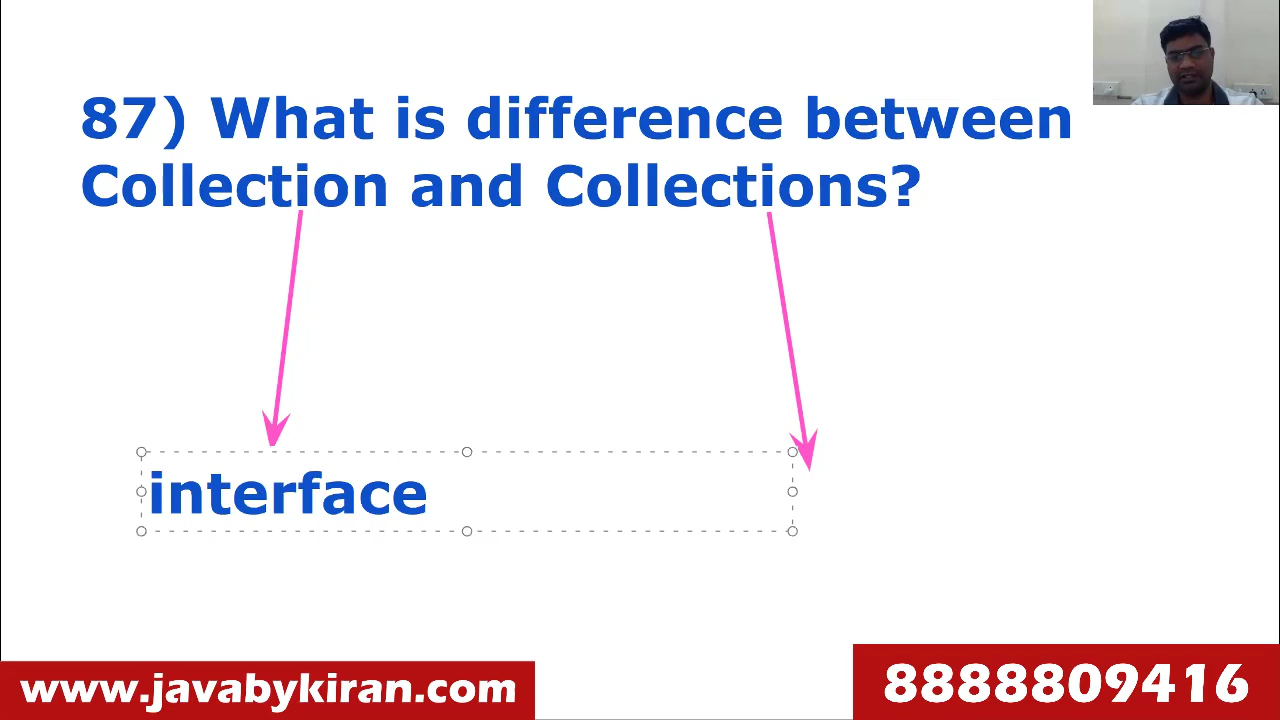 87) What is difference between
Collection and Collections?
interface
www.javabykiran.com
8888809416